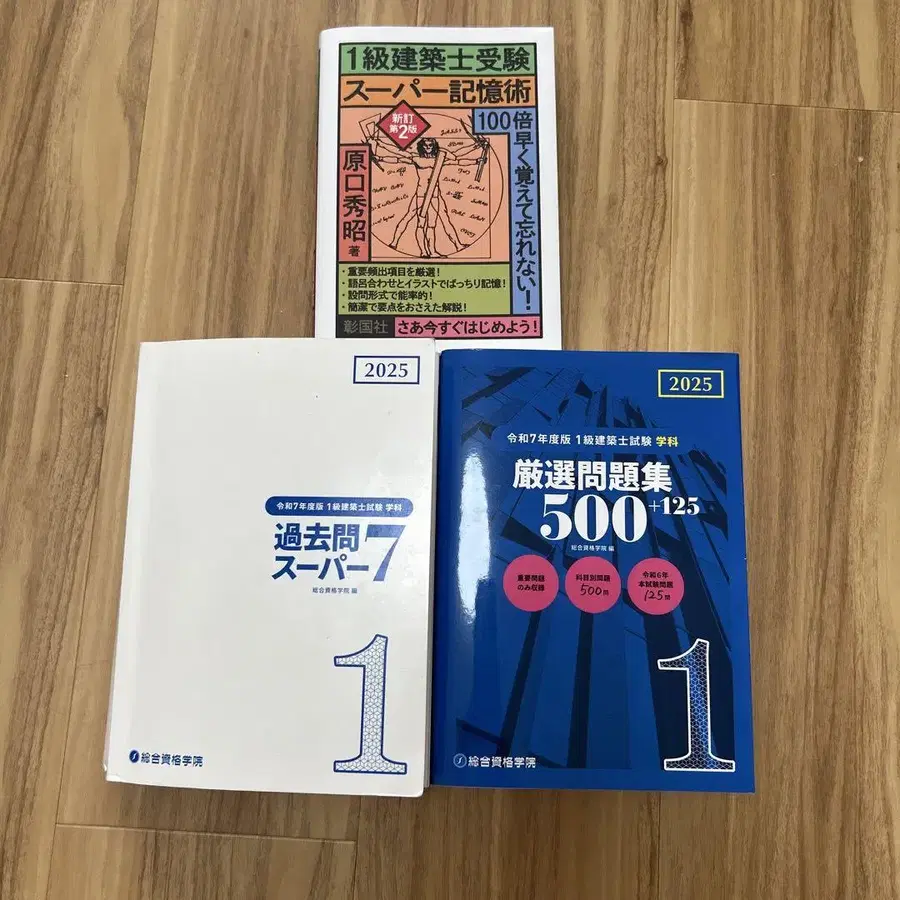 1級建築士受験
スーパー記憶術
新訂
第2版
100倍早く覚えて忘れない!
原口秀昭 著
・重要頻出項目を厳選!
・語呂合わせとイラストでばっちり記憶!
・設問形式で能率的!
・簡潔で要点をおさえた解説!
彰国社 さあ今すぐはじめよう!
2025
令和7年度版 1級建築士試験 学科
過去問
スーパー7
総合資格学院 編
1
総合資格学院
2025
令和7年度版 1級建築士試験 学科
厳選問題集
500+125
総合資格学院 編
重要問題
のみ収録
科目別問題
500問
令和6年
本試験問題
125問
1
総合資格学院